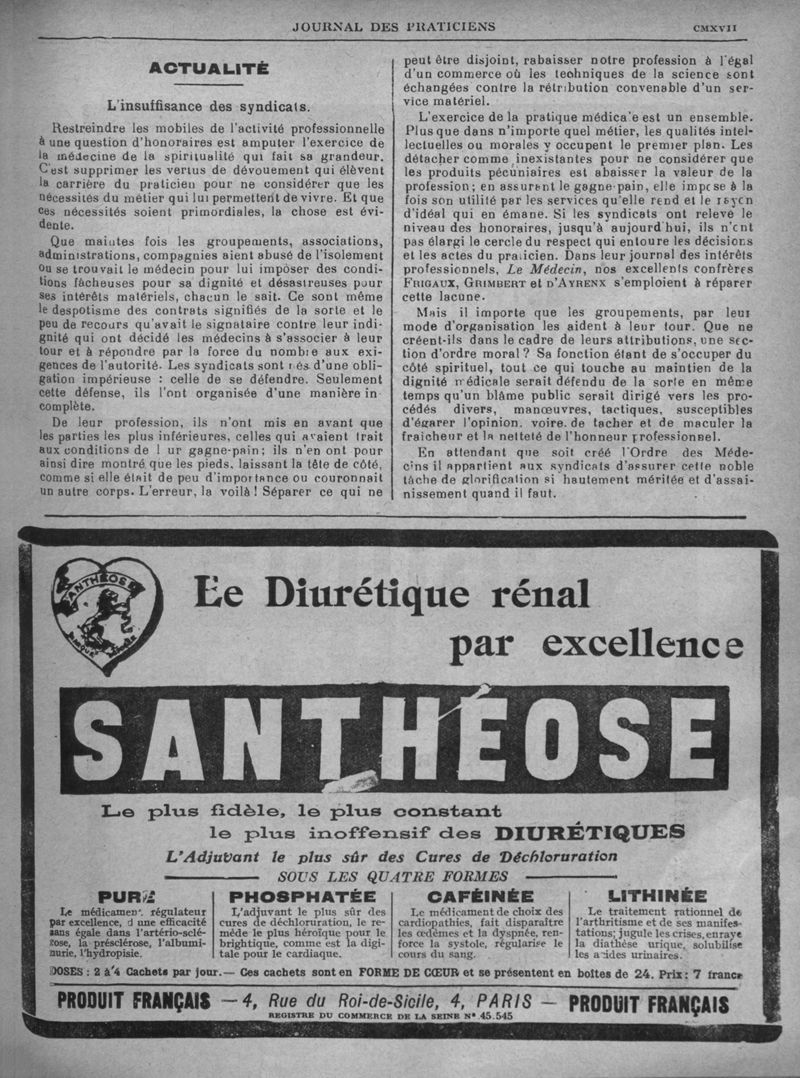 JOURNAL DES PRATICIENS
CMXVII
ACTUALITÉ
L'insuffisance des syndicats.
Restreindre les mobiles de l'activité professionnelle
à une question d'honoraires est amputer l'exercice de
la médecine de la spiritualité qui fait sa grandeur.
C'est supprimer les vertus de dévouement qui élèvent
la carrière du praticien pour ne considérer que les
nécessités du métier qui lui permettent de vivre. Et que
ces nécessités soient primordiales, la chose est évi-
dente.
Que maintes fois les groupements, associations,
administrations, compagnies aient abusé de l'isolement
où se trouvait le médecin pour lui imposer des condi-
tions fâcheuses pour sa dignité et désastreuses pour
ses intérêts matériels, chacun le sait. Ce sont même
le despotisme des contrats signifiés de la sorte et le
peu de recours qu'avait le signataire contre leur indi-
gnité qui ont décidé les médecins à s'associer à leur
tour et à répondre par la force du nombre aux exi-
gences de l'autorité. Les syndicats sont nés d'une obli-
gation impérieuse : celle de se défendre. Seulement
cette défense, ils l'ont organisée d'une manière in-
complète.
De leur profession, ils n'ont mis en avant que
les parties les plus inférieures, celles qui avaient trait
aux conditions de leur gagne-pain; ils n'en ont pour
ainsi dire montré que les pieds, laissant la tête de côté,
comme si elle était de peu d'importance ou couronnait
un autre corps. L'erreur, la voilà ! Séparer ce qui ne
peut être disjoint, rabaisser notre profession à l'égal
d'un commerce où les techniques de la science sont
échangées contre la rétribution convenable d'un ser-
vice matériel.
L'exercice de la pratique médicale est un ensemble.
Plus que dans n'importe quel métier, les qualités intel-
lectuelles ou morales y occupent le premier plan. Les
détacher comme inexistantes pour ne considérer que
les produits pécuniaires est abaisser la valeur de la
profession; en assurant le gagne-pain, elle impose à la
fois son utilité par les services qu'elle rend et le rayon
d'idéal qui en émane. Si les syndicats ont relevé le
niveau des honoraires, jusqu'à aujourd'hui, ils n'ont
pas élargi le cercle du respect qui entoure les décisions
et les actes du praticien. Dans leur journal des intérêts
professionnels, Le Médecin, nos excellents confrères
FRIGAUX, GRIMBERT et D'AYRENX s'emploient à réparer
cette lacune.
Mais il importe que les groupements, par leur
mode d'organisation les aident à leur tour. Que ne
créent-ils dans le cadre de leurs attributions, une sec-
tion d'ordre moral ? Sa fonction étant de s'occuper du
côté spirituel, tout ce qui touche au maintien de la
dignité médicale serait défendu de la sorte en même
temps qu'un blâme public serait dirigé vers les pro-
cédés divers, manœuvres, tactiques, susceptibles
d'égarer l'opinion, voire, de tacher et de maculer la
fraicheur et la netteté de l'honneur professionnel.
En attendant que soit créé l'Ordre des Méde-
cins il appartient aux syndicats d'assurer cette noble
tâche de glorification si hautement méritée et d'assai-
nissement quand il faut.
SANTHÉOSE
Le Diurétique rénal
par excellence
SANTHÉOSE
Le plus fidèle, le plus constant
le plus inoffensif des DIURÉTIQUES
L'Adjuvant le plus sûr des Cures de Déchloruration
SOUS LES QUATRE FORMES
PURE
Le médicament régulateur
par excellence, d'une efficacité
sans égale dans l'artério-sclé-
rose, la présclérose, l'albumi-
nurie, l'hydropisie.
PHOSPHATÉE
L'adjuvant le plus sûr des
cures de déchloruration, le re-
mède le plus héroïque pour le
brightique, comme est la digi-
tale pour le cardiaque.
CAFÉINÉE
Le médicament de choix des
cardiopathies, fait disparaître
les œdèmes et la dyspnée, ren-
force la systole, régularise le
cours du sang.
LITHINÉE
Le traitement rationnel de
l'arthritisme et de ses manifes-
tations; jugule les crises, enraye
la diathèse urique, solubilise
les acides urinaires.
DOSES : 2 à 4 Cachets par jour. — Ces cachets sont en FORME DE CŒUR et se présentent en boîtes de 24. Prix : 7 francs
PRODUIT FRANÇAIS — 4, Rue du Roi-de-Sicile, 4, PARIS — PRODUIT FRANÇAIS
REGISTRE DU COMMERCE DE LA SEINE N° 45.545